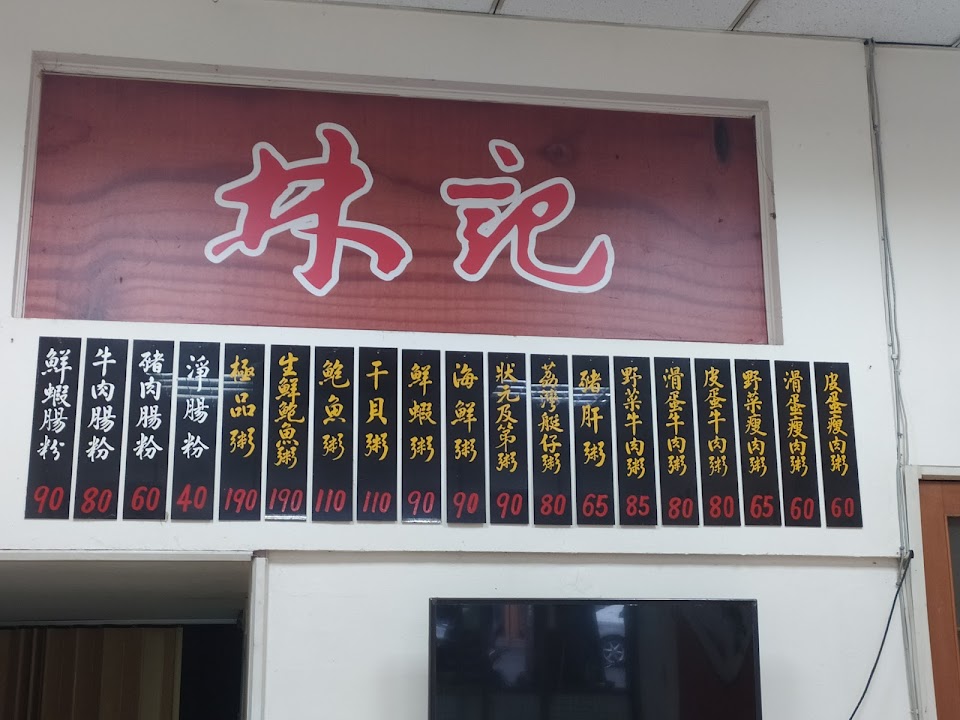 林記
皮蛋瘦肉粥 60
滑蛋瘦肉粥 60
野菜瘦肉粥 65
皮蛋牛肉粥 80
滑蛋牛肉粥 80
野菜牛肉粥 85
豬肝粥 65
荔灣艇仔粥 80
狀元及第粥 90
海鮮粥 90
鮮蝦粥 90
干貝粥 110
鮑魚粥 110
生鮮鮑魚粥 190
極品粥 190
淨腸粉 40
豬肉腸粉 60
牛肉腸粉 80
鮮蝦腸粉 90